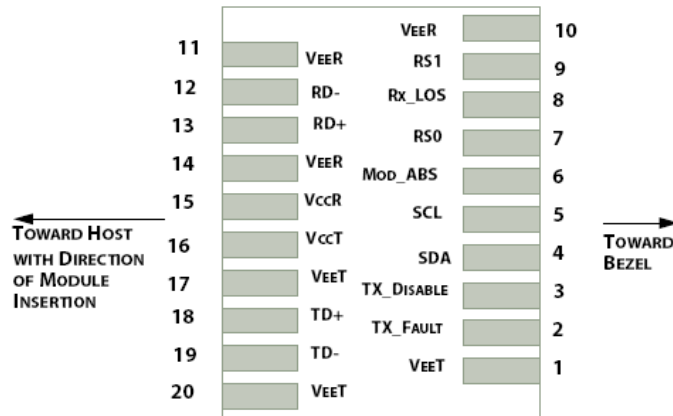 11 VEER
12 RD-
13 RD+
14 VEER
15 VccR
16 VccT
17 VEET
18 TD+
19 TD-
20 VEET
TOWARD HOST
WITH DIRECTION
OF MODULE
INSERTION
VEER 10
RS1 9
RX_LOS 8
RS0 7
MOD_ABS 6
SCL 5
SDA 4
TX_DISABLE 3
TX_FAULT 2
VEET 1
TOWARD
BEZEL